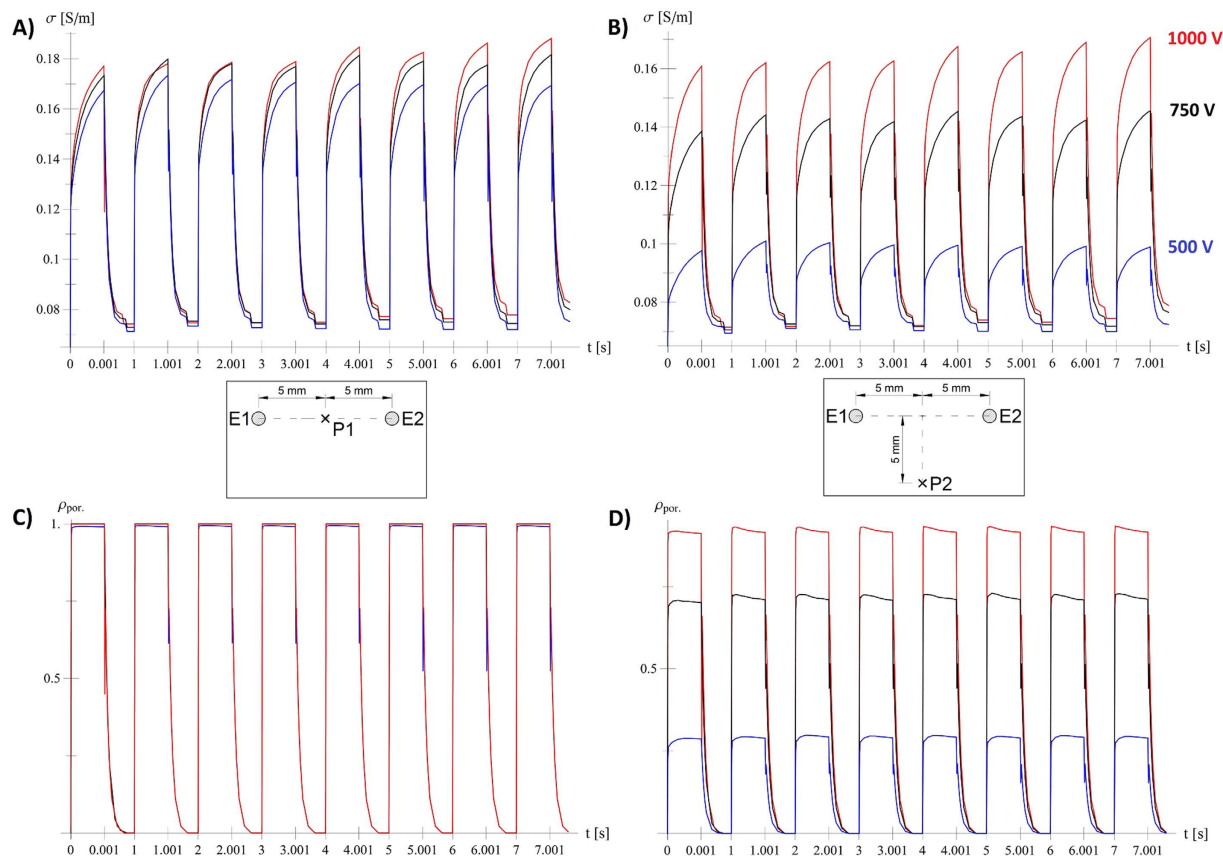 A)
σ [S/m]
0.18
0.16
0.14
0.12
0.1
0.08
0 0.001 1 1.001 2 2.001 3 3.001 4 4.001 5 5.001 6 6.001 7 7.001
t [s]
B)
σ [S/m]
1000 V
750 V
500 V
0.16
0.14
0.12
0.1
0.08
0 0.001 1 1.001 2 2.001 3 3.001 4 4.001 5 5.001 6 6.001 7 7.001
t [s]
5 mm 5 mm
E1 P1 E2
5 mm 5 mm
E1 E2
5 mm
P2
C)
ρpor.
1.
0.5
0 0.001 1 1.001 2 2.001 3 3.001 4 4.001 5 5.001 6 6.001 7 7.001
t [s]
D)
ρpor.
0.5
0 0.001 1 1.001 2 2.001 3 3.001 4 4.001 5 5.001 6 6.001 7 7.001
t [s]